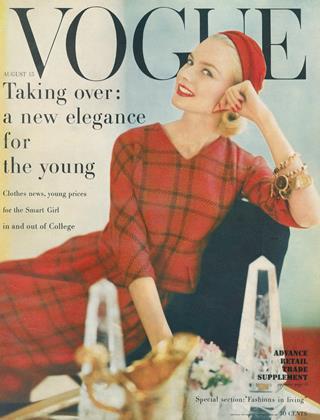 VOGUE
AUGUST 15
Taking over:
a new elegance
for
the young
Clothes news, young prices
for the Smart Girl
in and out of College
ADVANCE
RETAIL
TRADE
SUPPLEMENT
Special section: "Fashions in living"
50 CENTS